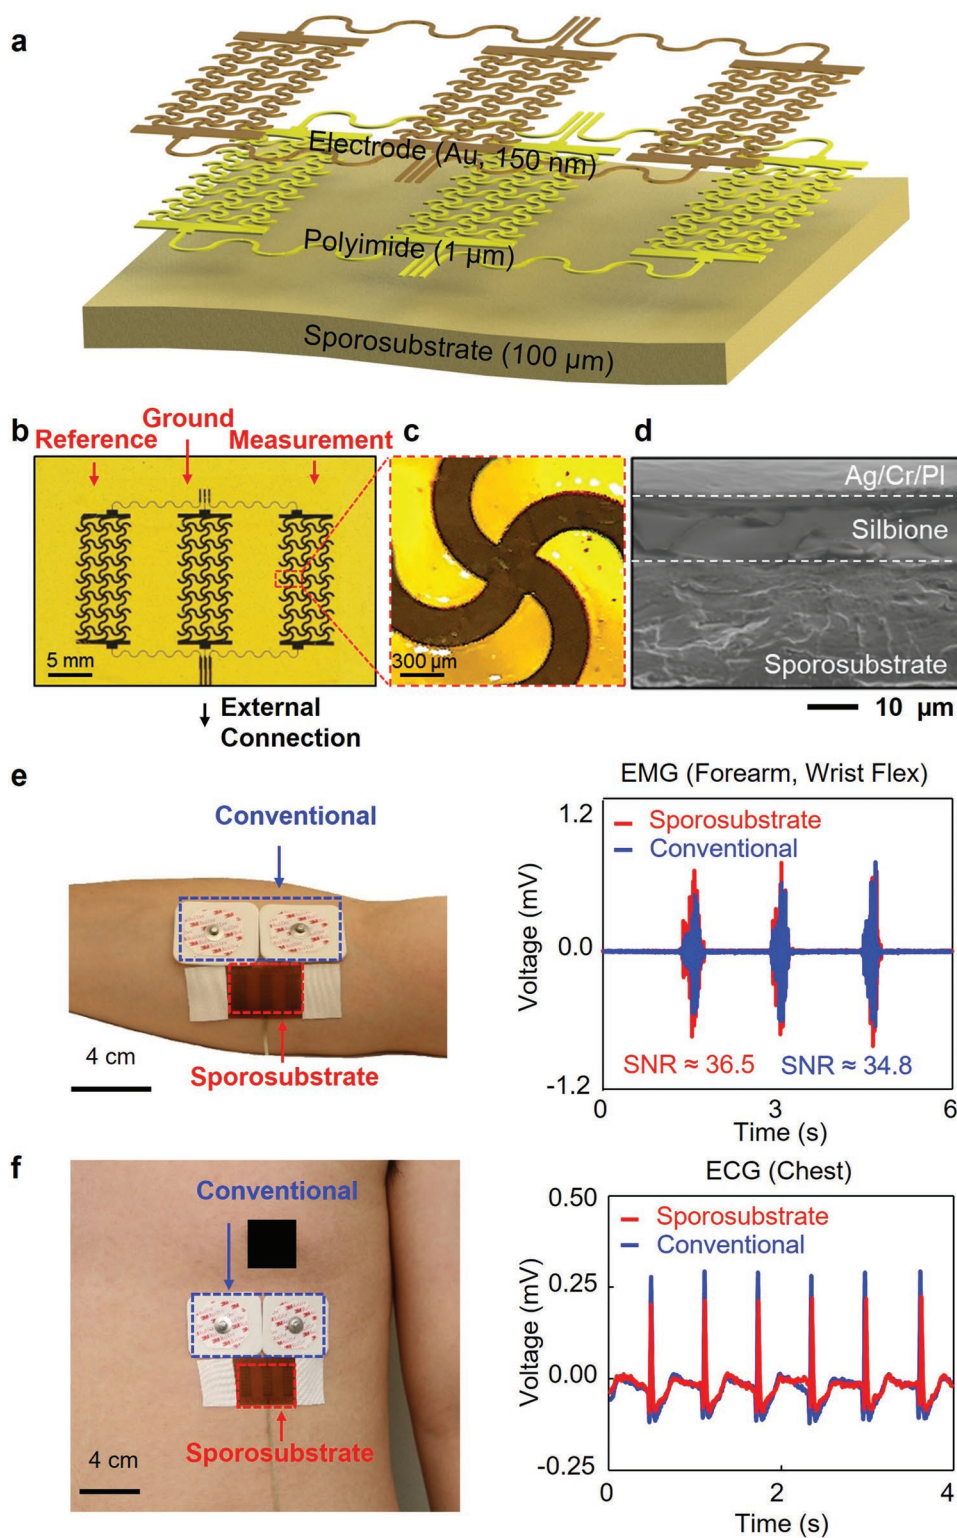 a
Electrode (Au, 150 nm)
Polyimide (1 µm)
Sporosubstrate (100 µm)
b
Reference
Ground
Measurement
5 mm
External
Connection
c
300 µm
d
Ag/Cr/PI
Silbione
Sporosubstrate
10 µm
e
Conventional
4 cm
Sporosubstrate
EMG (Forearm, Wrist Flex)
Sporosubstrate
Conventional
Voltage (mV)
1.2
0.0
-1.2
SNR ≈ 36.5
SNR ≈ 34.8
0
3
6
Time (s)
f
Conventional
Sporosubstrate
4 cm
ECG (Chest)
Sporosubstrate
Conventional
Voltage (mV)
0.50
0.25
0.00
-0.25
0
2
4
Time (s)